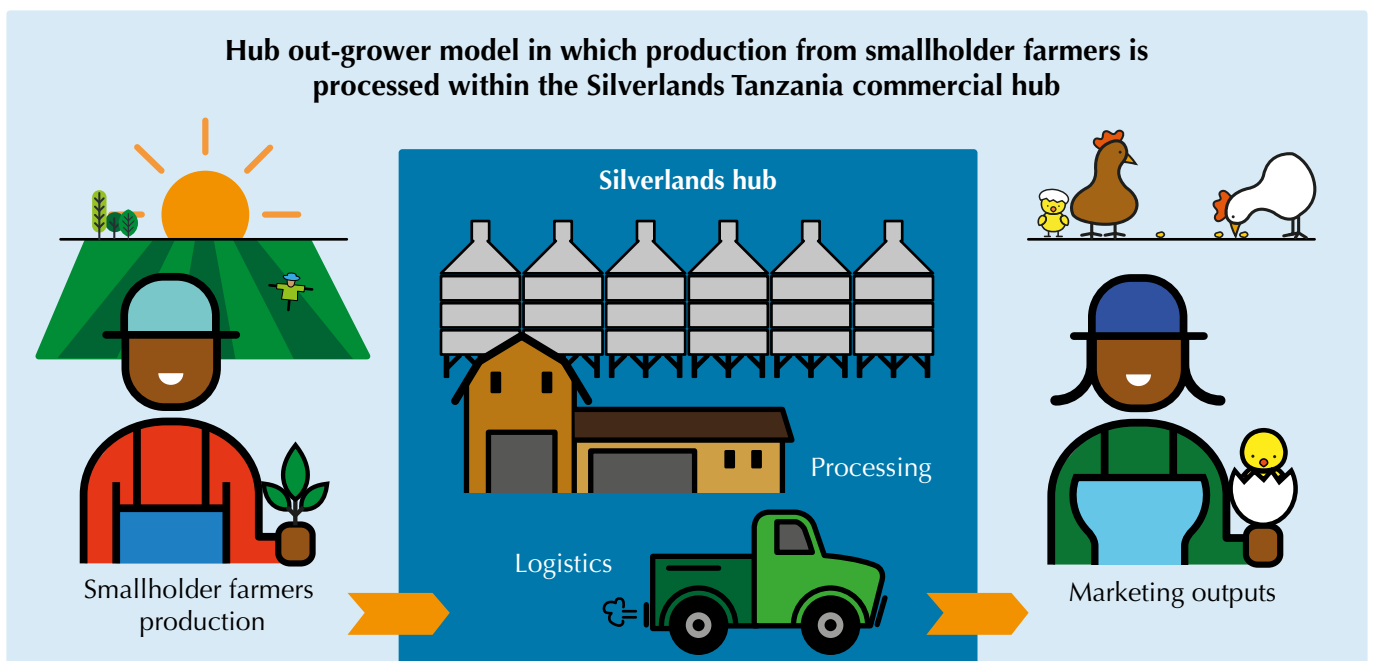 Hub out-grower model in which production from smallholder farmers is
processed within the Silverlands Tanzania commercial hub
Silverlands hub
Processing
Logistics
Smallholder farmers
production
Marketing outputs